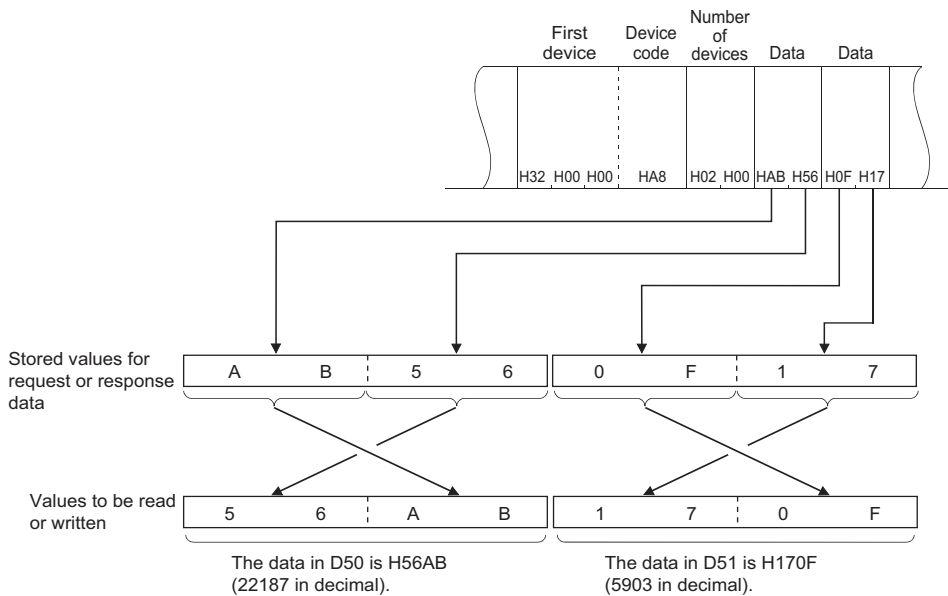 Number
First Device of
device code devices Data Data
H32 H00 H00 HA8 H02 H00 HAB H56 H0F H17
Stored values for
request or response
data
A B 5 6 0 F 1 7
Values to be read
or written
5 6 A B 1 7 0 F
The data in D50 is H56AB
(22187 in decimal).
The data in D51 is H170F
(5903 in decimal).